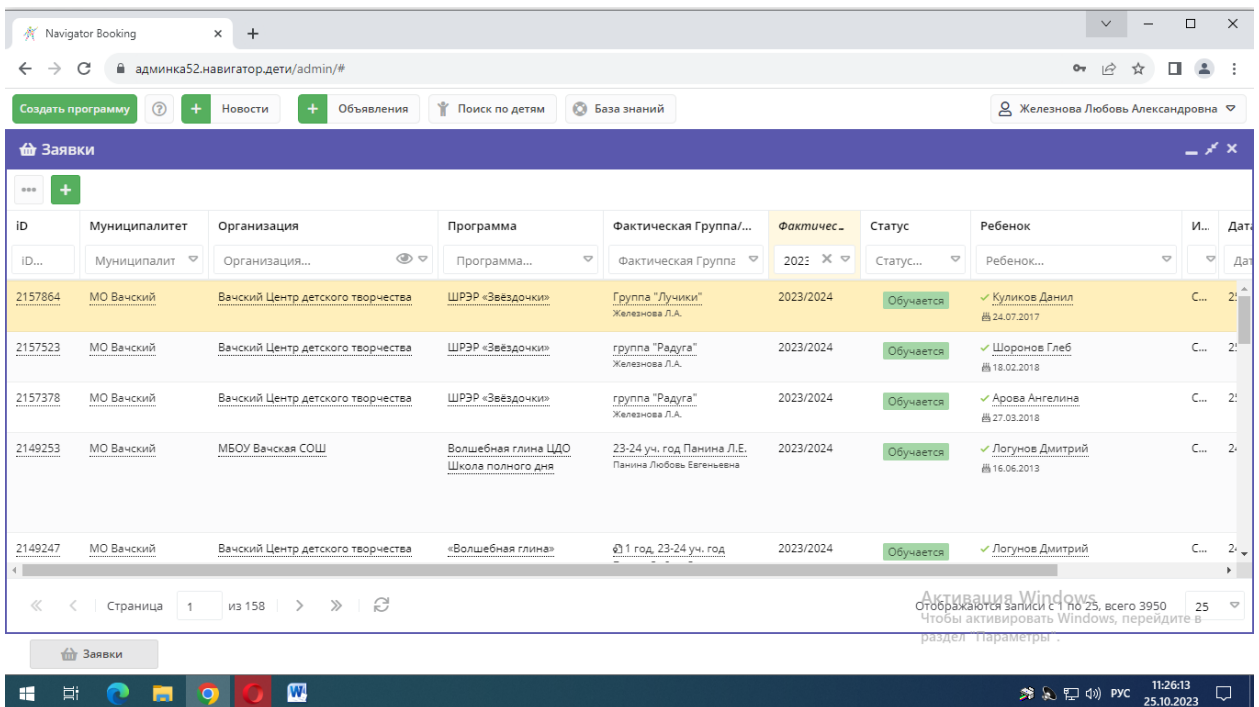 Navigator Booking
админка52.навигатор.дети/admin/#
Создать программу Новости Объявления Поиск по детям База знаний Железнова Любовь Александровна
Заявки
iD Муниципалитет Организация Программа Фактическая Группа/... Фактичес... Статус Ребенок И... Дат
iD... Муниципалит Организация... Программа... Фактическая Группа 2023 Статус... Ребенок... Дат
2157864 МО Вачский Вачский Центр детского творчества ШРЭР «Звёздочки» Группа "Лучики" 2023/2024 Обучается Куликов Данил С...
Железнова Л.А. 24.07.2017
2157523 МО Вачский Вачский Центр детского творчества ШРЭР «Звёздочки» группа "Радуга" 2023/2024 Обучается Шоронов Глеб С...
Железнова Л.А. 18.02.2018
2157378 МО Вачский Вачский Центр детского творчества ШРЭР «Звёздочки» группа "Радуга" 2023/2024 Обучается Арова Ангелина С...
Железнова Л.А. 27.03.2018
2149253 МО Вачский МБОУ Вачская СОШ Волшебная глина ЦДО 23-24 уч. год Панина Л.Е. 2023/2024 Обучается Логунов Дмитрий С...
Школа полного дня Панина Любовь Евгеньевна 16.06.2013
2149247 МО Вачский Вачский Центр детского творчества «Волшебная глина» 1 год, 23-24 уч. год 2023/2024 Обучается Логунов Дмитрий С...
Страница 1 из 158 Отображаются записи с 1 по 25, всего 3950 25
Активация Windows
Чтобы активировать Windows, перейдите в
раздел "Параметры".
Заявки
РУС 11:26:13
25.10.2023